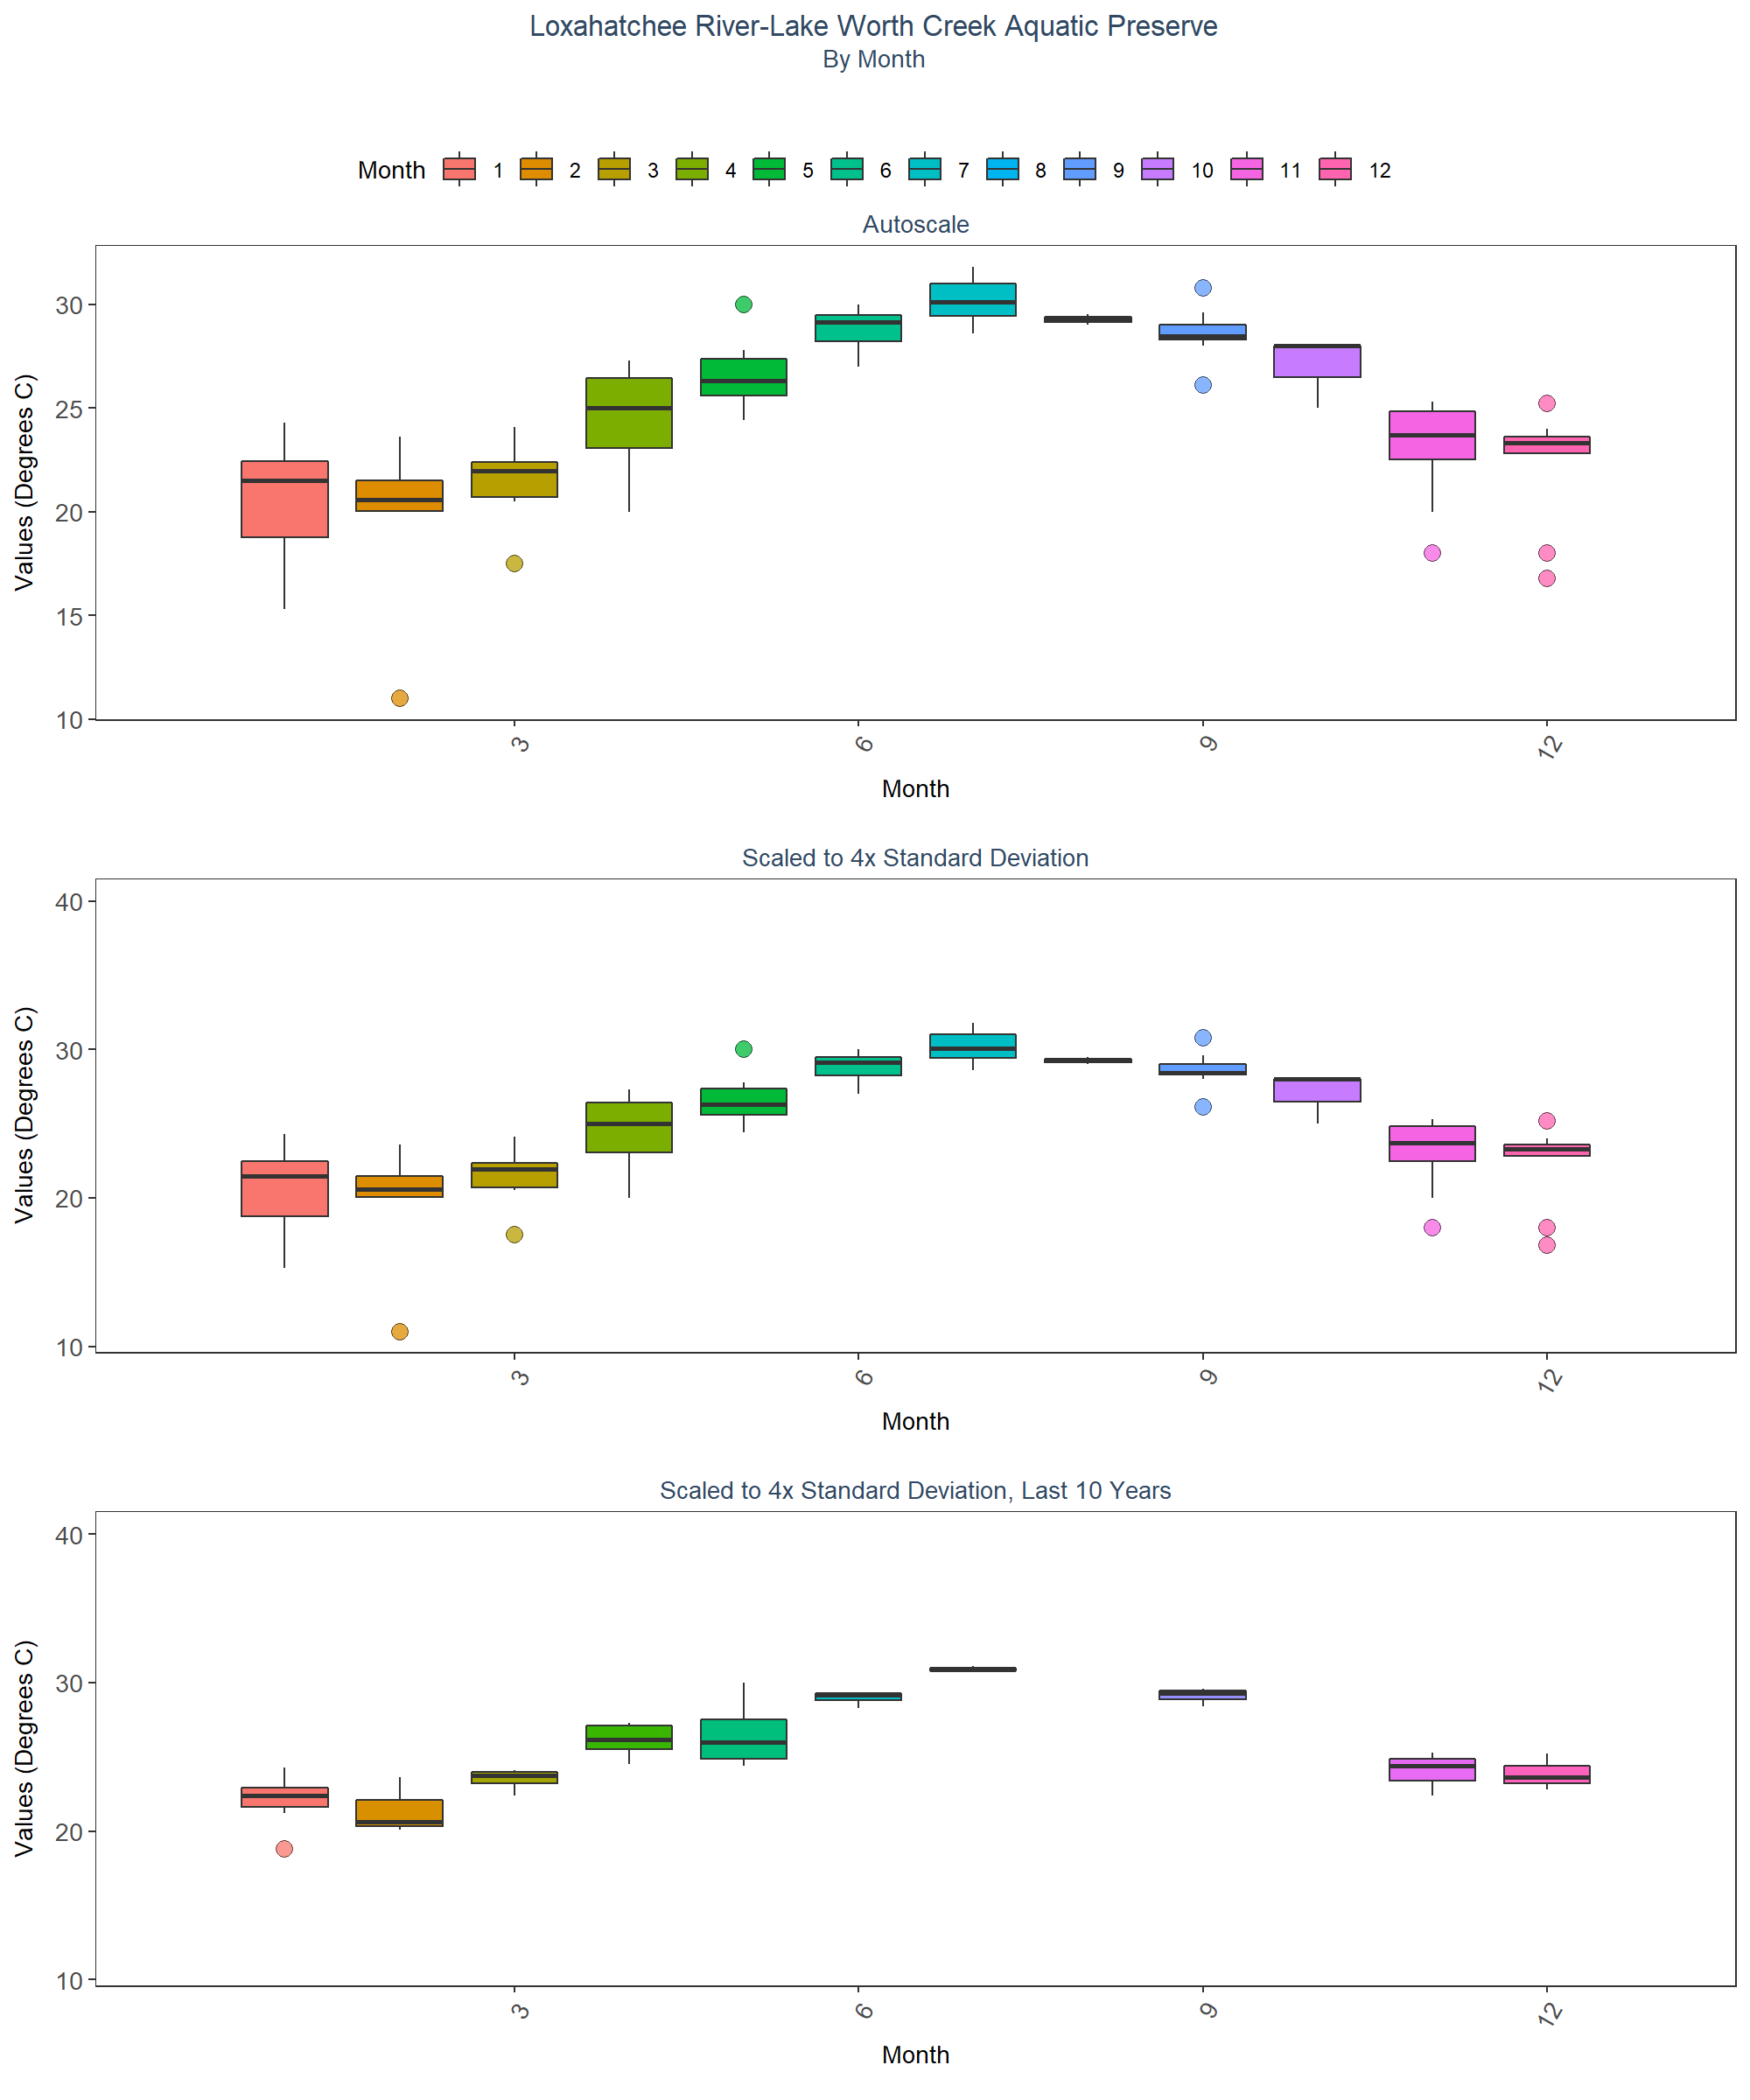 Loxahatchee River-Lake Worth Creek Aquatic Preserve
By Month
Month 1 2 3 4 5 6 7 8 9 10 11 12
Autoscale
Values (Degrees C)
30
25
20
15
10
3 6 9 12
Month
Scaled to 4x Standard Deviation
Values (Degrees C)
40
30
20
10
3 6 9 12
Month
Scaled to 4x Standard Deviation, Last 10 Years
Values (Degrees C)
40
30
20
10
3 6 9 12
Month